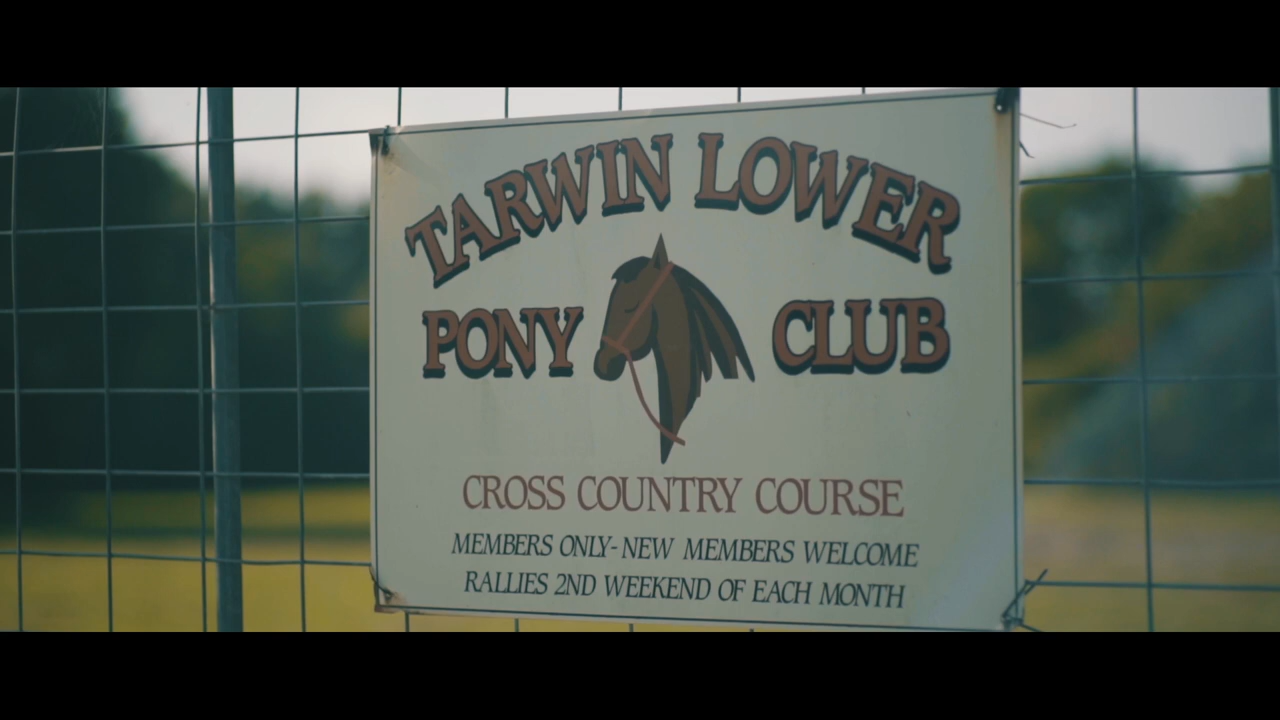 TARWIN LOWER
PONY CLUB
CROSS COUNTRY COURSE
MEMBERS ONLY-NEW MEMBERS WELCOME
RALLIES 2ND WEEKEND OF EACH MONTH